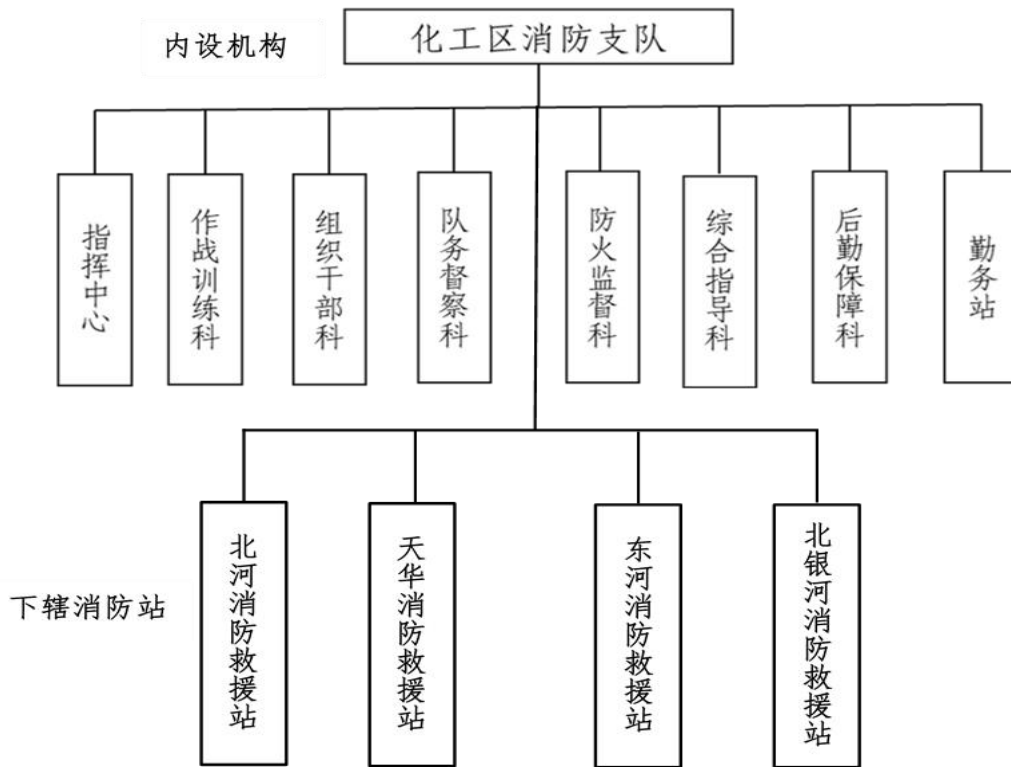 内设机构
化工区消防支队
指挥中心
作战训练科
组织干部科
队务督察科
防火监督科
综合指导科
后勤保障科
勤务站
下辖消防站
北河消防救援站
天华消防救援站
东河消防救援站
北银河消防救援站